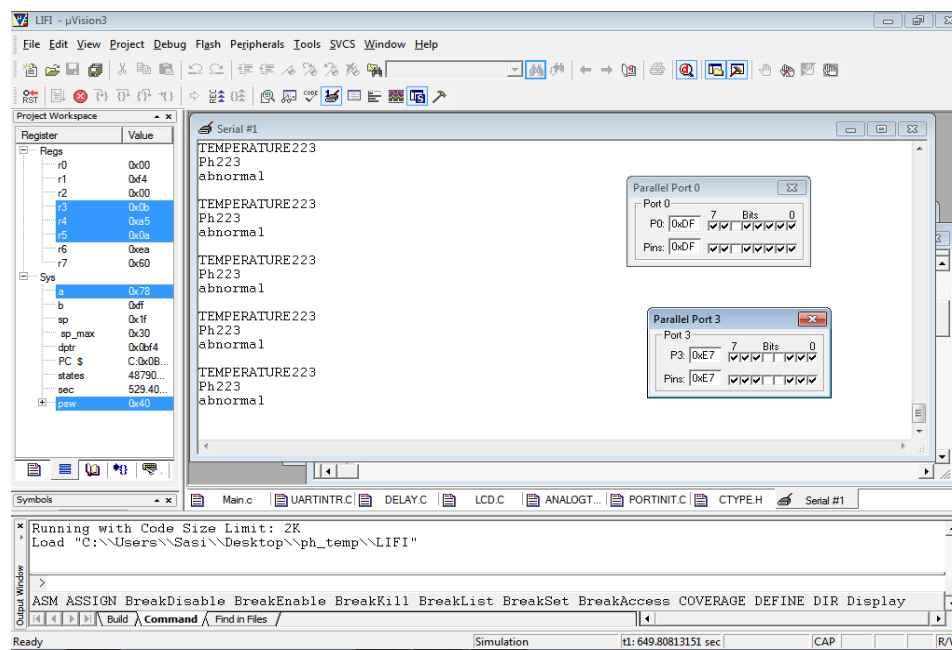 LIFI - µVision3
File Edit View Project Debug Flash Peripherals Tools SVCS Window Help
RST
Project Workspace
Register Value
Regs
r0 0x00
r1 0xf4
r2 0x00
r3 0x0b
r4 0xa5
r5 0x0a
r6 0xea
r7 0x60
Sys
a 0x78
b 0xff
sp 0x1f
sp_max 0x30
dptr 0x0bf4
PC $ C:0x0B...
states 48790...
sec 529.40...
psw 0x40
Serial #1
TEMPERATURE223
Ph223
abnormal
TEMPERATURE223
Ph223
abnormal
TEMPERATURE223
Ph223
abnormal
TEMPERATURE223
Ph223
abnormal
TEMPERATURE223
Ph223
abnormal
Parallel Port 0
Port 0
7 Bits 0
P0: 0xDF
Pins: 0xDF
Parallel Port 3
Port 3
7 Bits 0
P3: 0xE7
Pins: 0xE7
Symbols
Main.c UARTINTR.C DELAY.C LCD.C ANALOGT... PORTINIT.C CTYPE.H Serial #1
Output Window
Running with Code Size Limit: 2K
Load "C:\\Users\\Sasi\\Desktop\\ph_temp\\LIFI"
>
ASM ASSIGN BreakDisable BreakEnable BreakKill BreakList BreakSet BreakAccess COVERAGE DEFINE DIR Display
Build Command Find in Files
Ready Simulation t1: 649.80813151 sec CAP R/